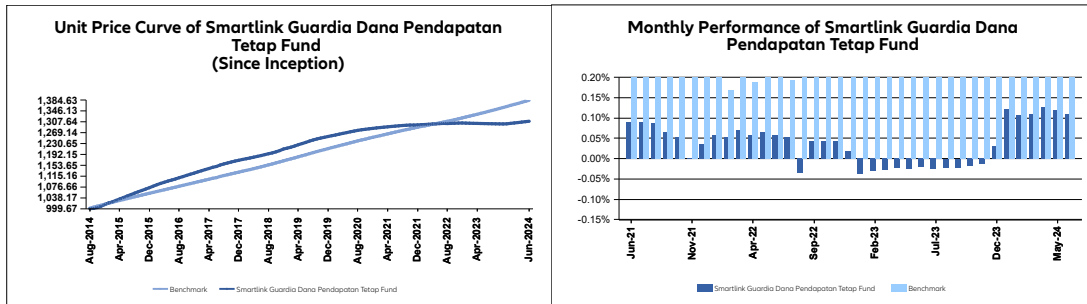 Unit Price Curve of Smartlink Guardia Dana Pendapatan
Tetap Fund
(Since Inception)
1,384.63
1,346.13
1,307.64
1,269.14
1,230.65
1,192.15
1,153.65
1,115.16
1,076.66
1,038.17
999.67
Aug-2014
Apr-2015
Dec-2015
Aug-2016
Apr-2017
Dec-2017
Aug-2018
Apr-2019
Dec-2019
Aug-2020
Apr-2021
Dec-2021
Aug-2022
Apr-2023
Jun-2024
Benchmark
Smartlink Guardia Dana Pendapatan Tetap Fund
Monthly Performance of Smartlink Guardia Dana
Pendapatan Tetap Fund
0.20%
0.15%
0.10%
0.05%
0.00%
-0.05%
-0.10%
-0.15%
Jun-21
Nov-21
Apr-22
Sep-22
Feb-23
Jul-23
Dec-23
May-24
Smartlink Guardia Dana Pendapatan Tetap Fund
Benchmark